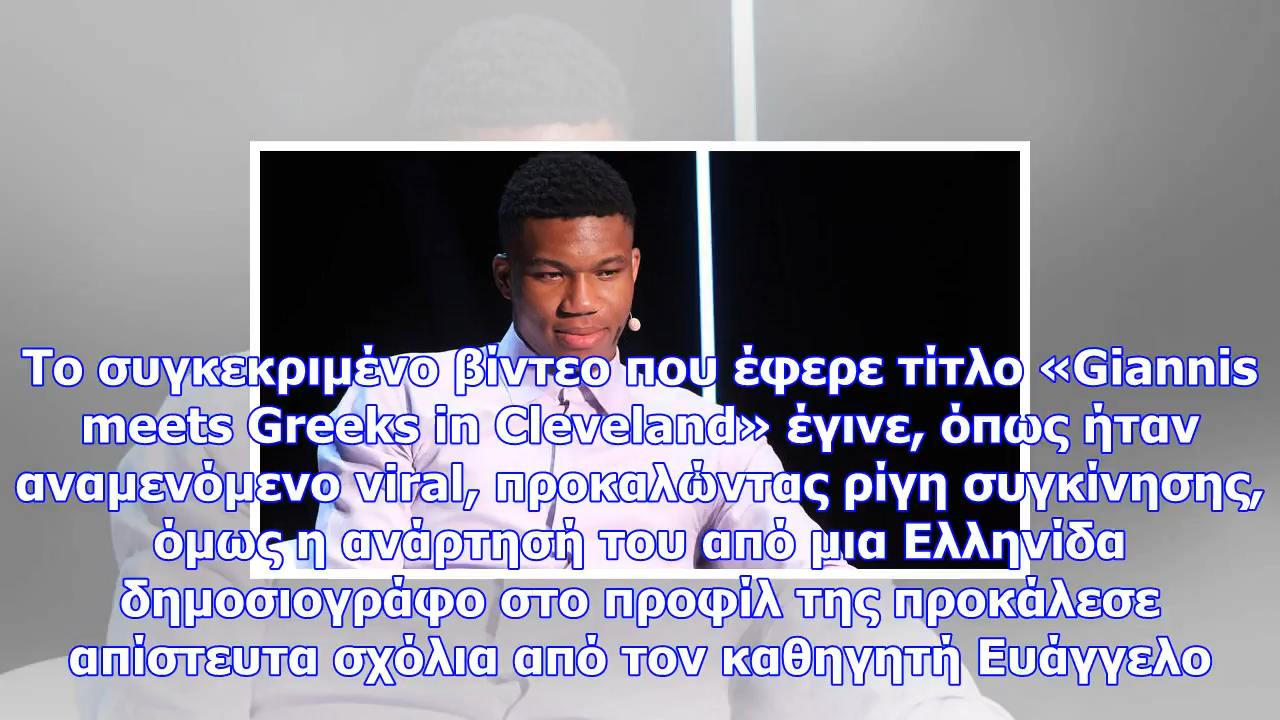 Το συγκεκριμένο βίντεο που έφερε τίτλο «Giannis
meets Greeks in Cleveland» έγινε, όπως ήταν
αναμενόμενο viral, προκαλώντας ρίγη συγκίνησης,
όμως η ανάρτησή του από μια Ελληνίδα
δημοσιογράφο στο προφίλ της προκάλεσε
απίστευτα σχόλια από τον καθηγητή Ευάγγελο